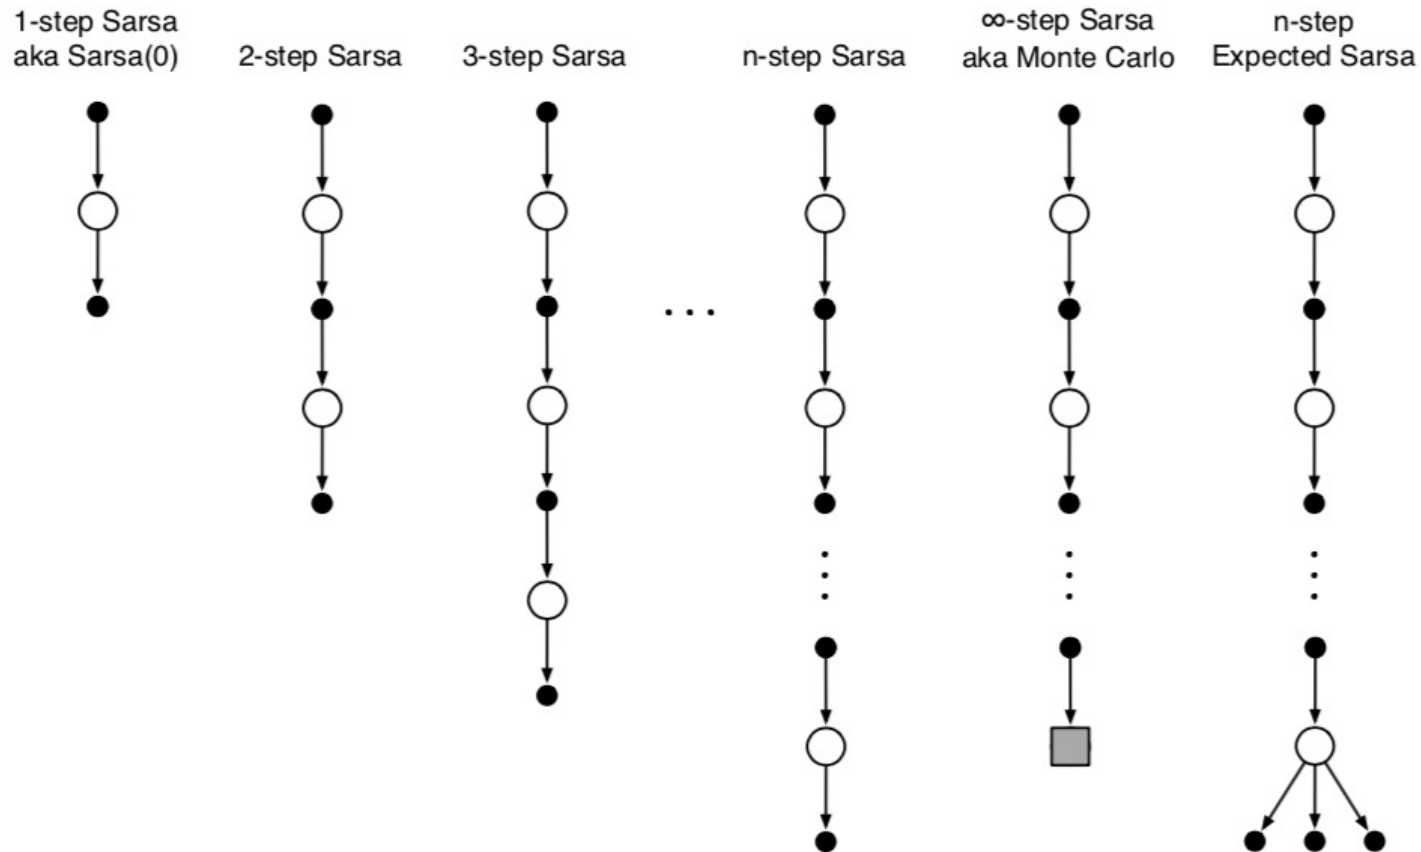 1-step Sarsa
aka Sarsa(0)
2-step Sarsa
3-step Sarsa
n-step Sarsa
∞-step Sarsa
aka Monte Carlo
n-step
Expected Sarsa